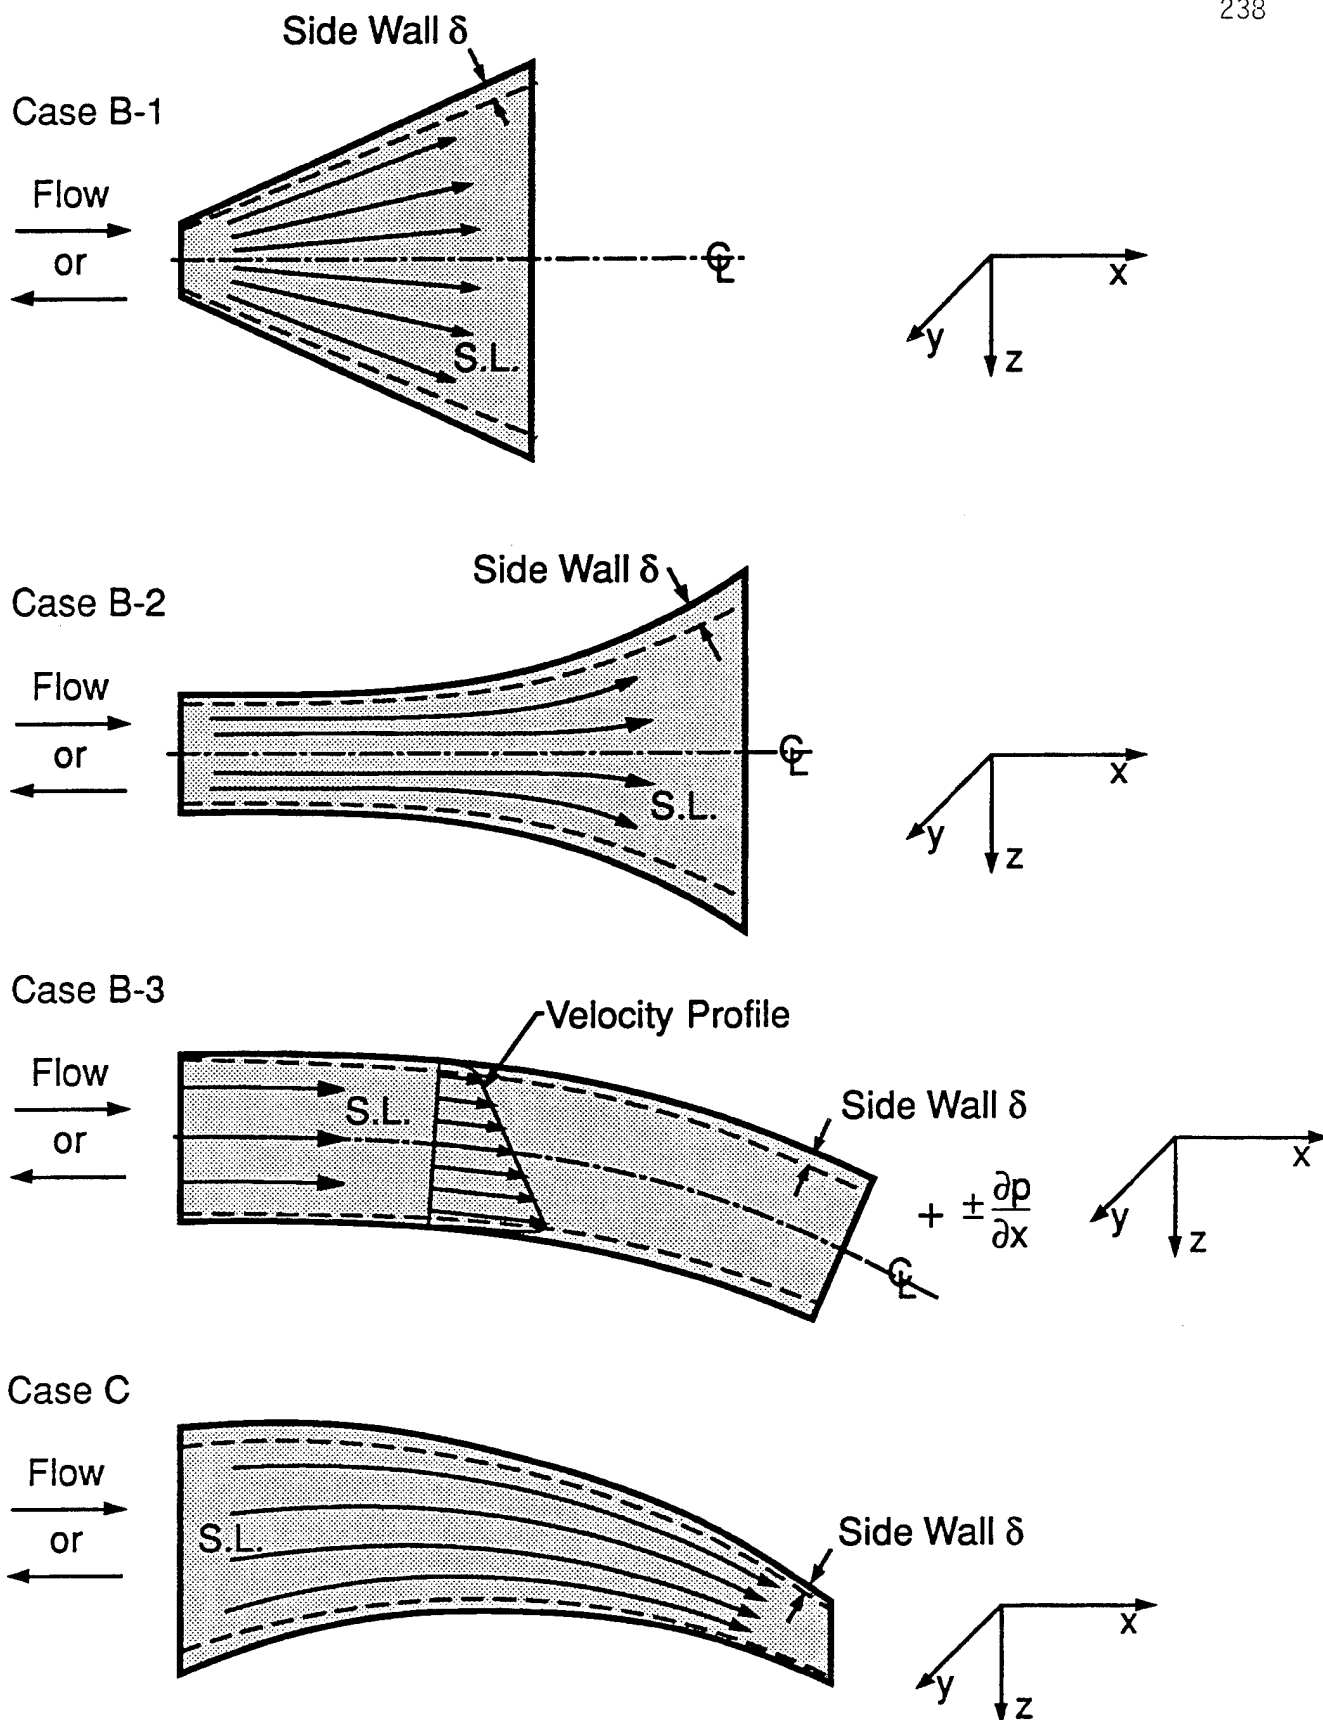 238
Side Wall δ
Case B-1
Flow
or
S.L.
℄
x
y
z
Side Wall δ
Case B-2
Flow
or
S.L.
℄
x
y
z
Case B-3
Velocity Profile
Flow
or
S.L.
Side Wall δ
+ ± ∂p/∂x
℄
x
y
z
Case C
Flow
or
S.L.
Side Wall δ
x
y
z